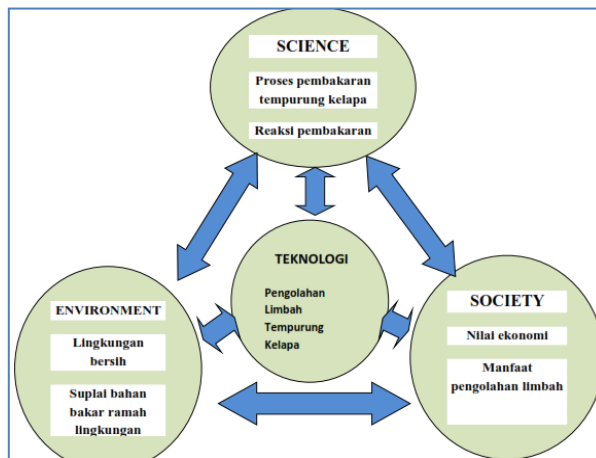 SCIENCE
Proses pembakaran
tempurung kelapa
Reaksi pembakaran
TEKNOLOGI
Pengolahan
Limbah
Tempurung
Kelapa
ENVIRONMENT
Lingkungan
bersih
Suplai bahan
bakar ramah
lingkungan
SOCIETY
Nilai ekonomi
Manfaat
pengolahan limbah